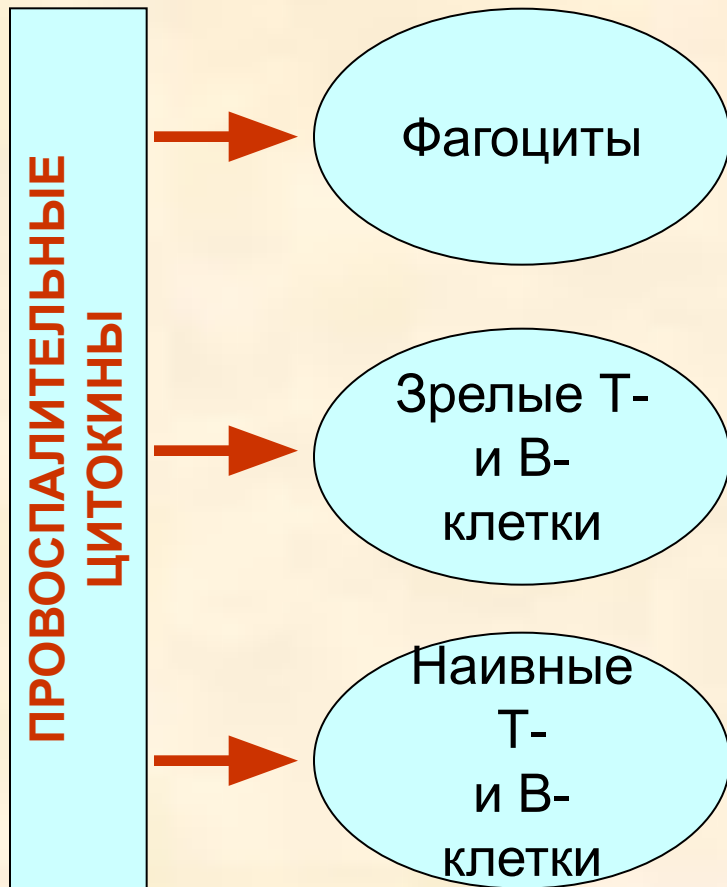 ПРОВОСПАЛИТЕЛЬНЫЕ
ЦИТОКИНЫ
Фагоциты
Зрелые Т-
и В-
клетки
Наивные
Т-
и В-
клетки